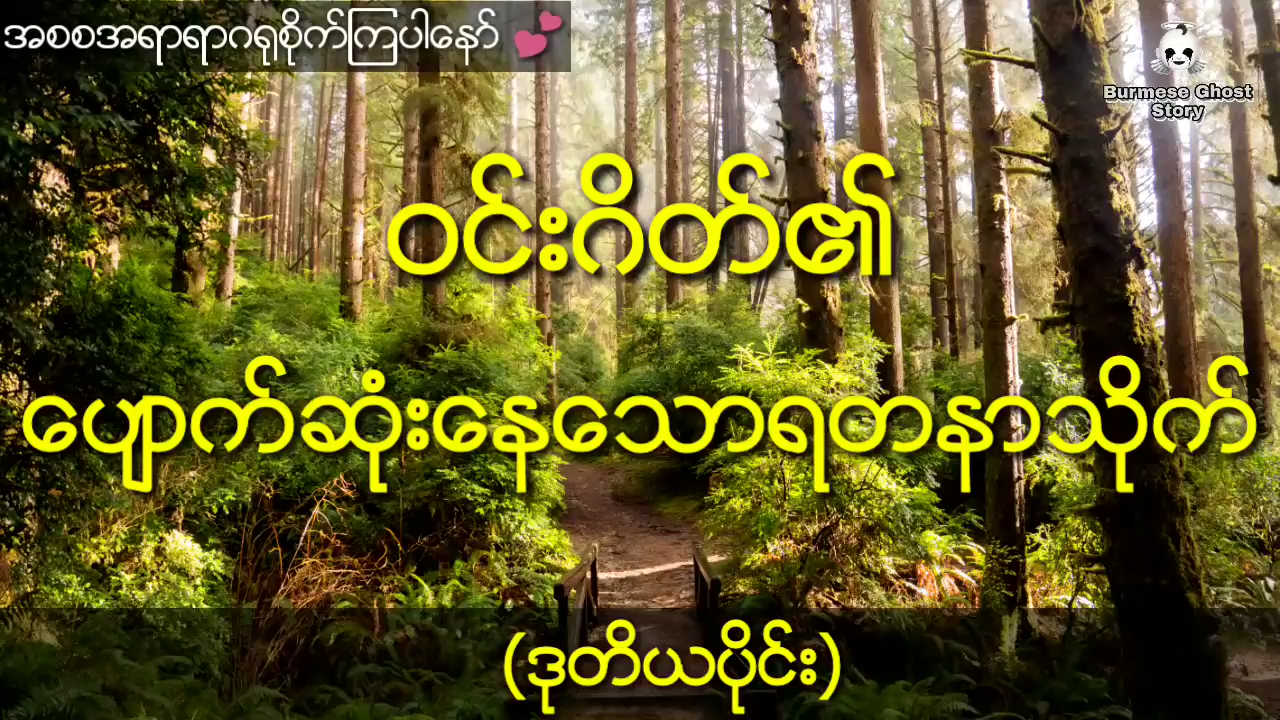 အစစအရာရာဂရုစိုက်ကြပါနော် 💕
Burmese Ghost
Story
ဝင်းဂိတ်၏
ပျောက်ဆုံးနေသောရတနာသိုက်
(ဒုတိယပိုင်း)